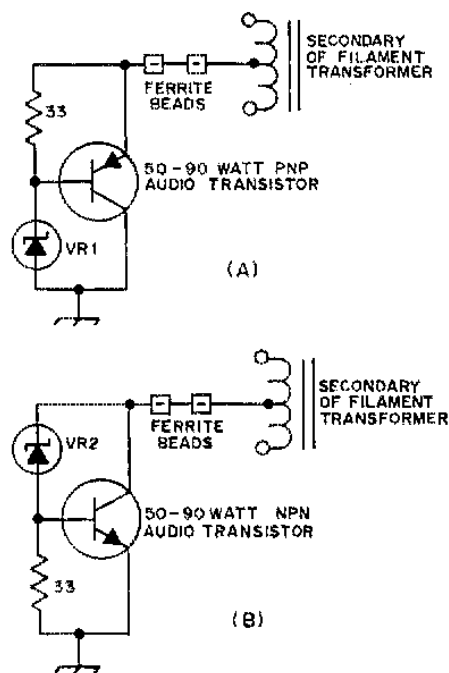 SECONDARY
OF FILAMENT
TRANSFORMER
FERRITE
BEADS
33
50-90 WATT PNP
AUDIO TRANSISTOR
VR1
(A)
SECONDARY
OF FILAMENT
TRANSFORMER
FERRITE
BEADS
VR2
50-90 WATT NPN
AUDIO TRANSISTOR
33
(B)